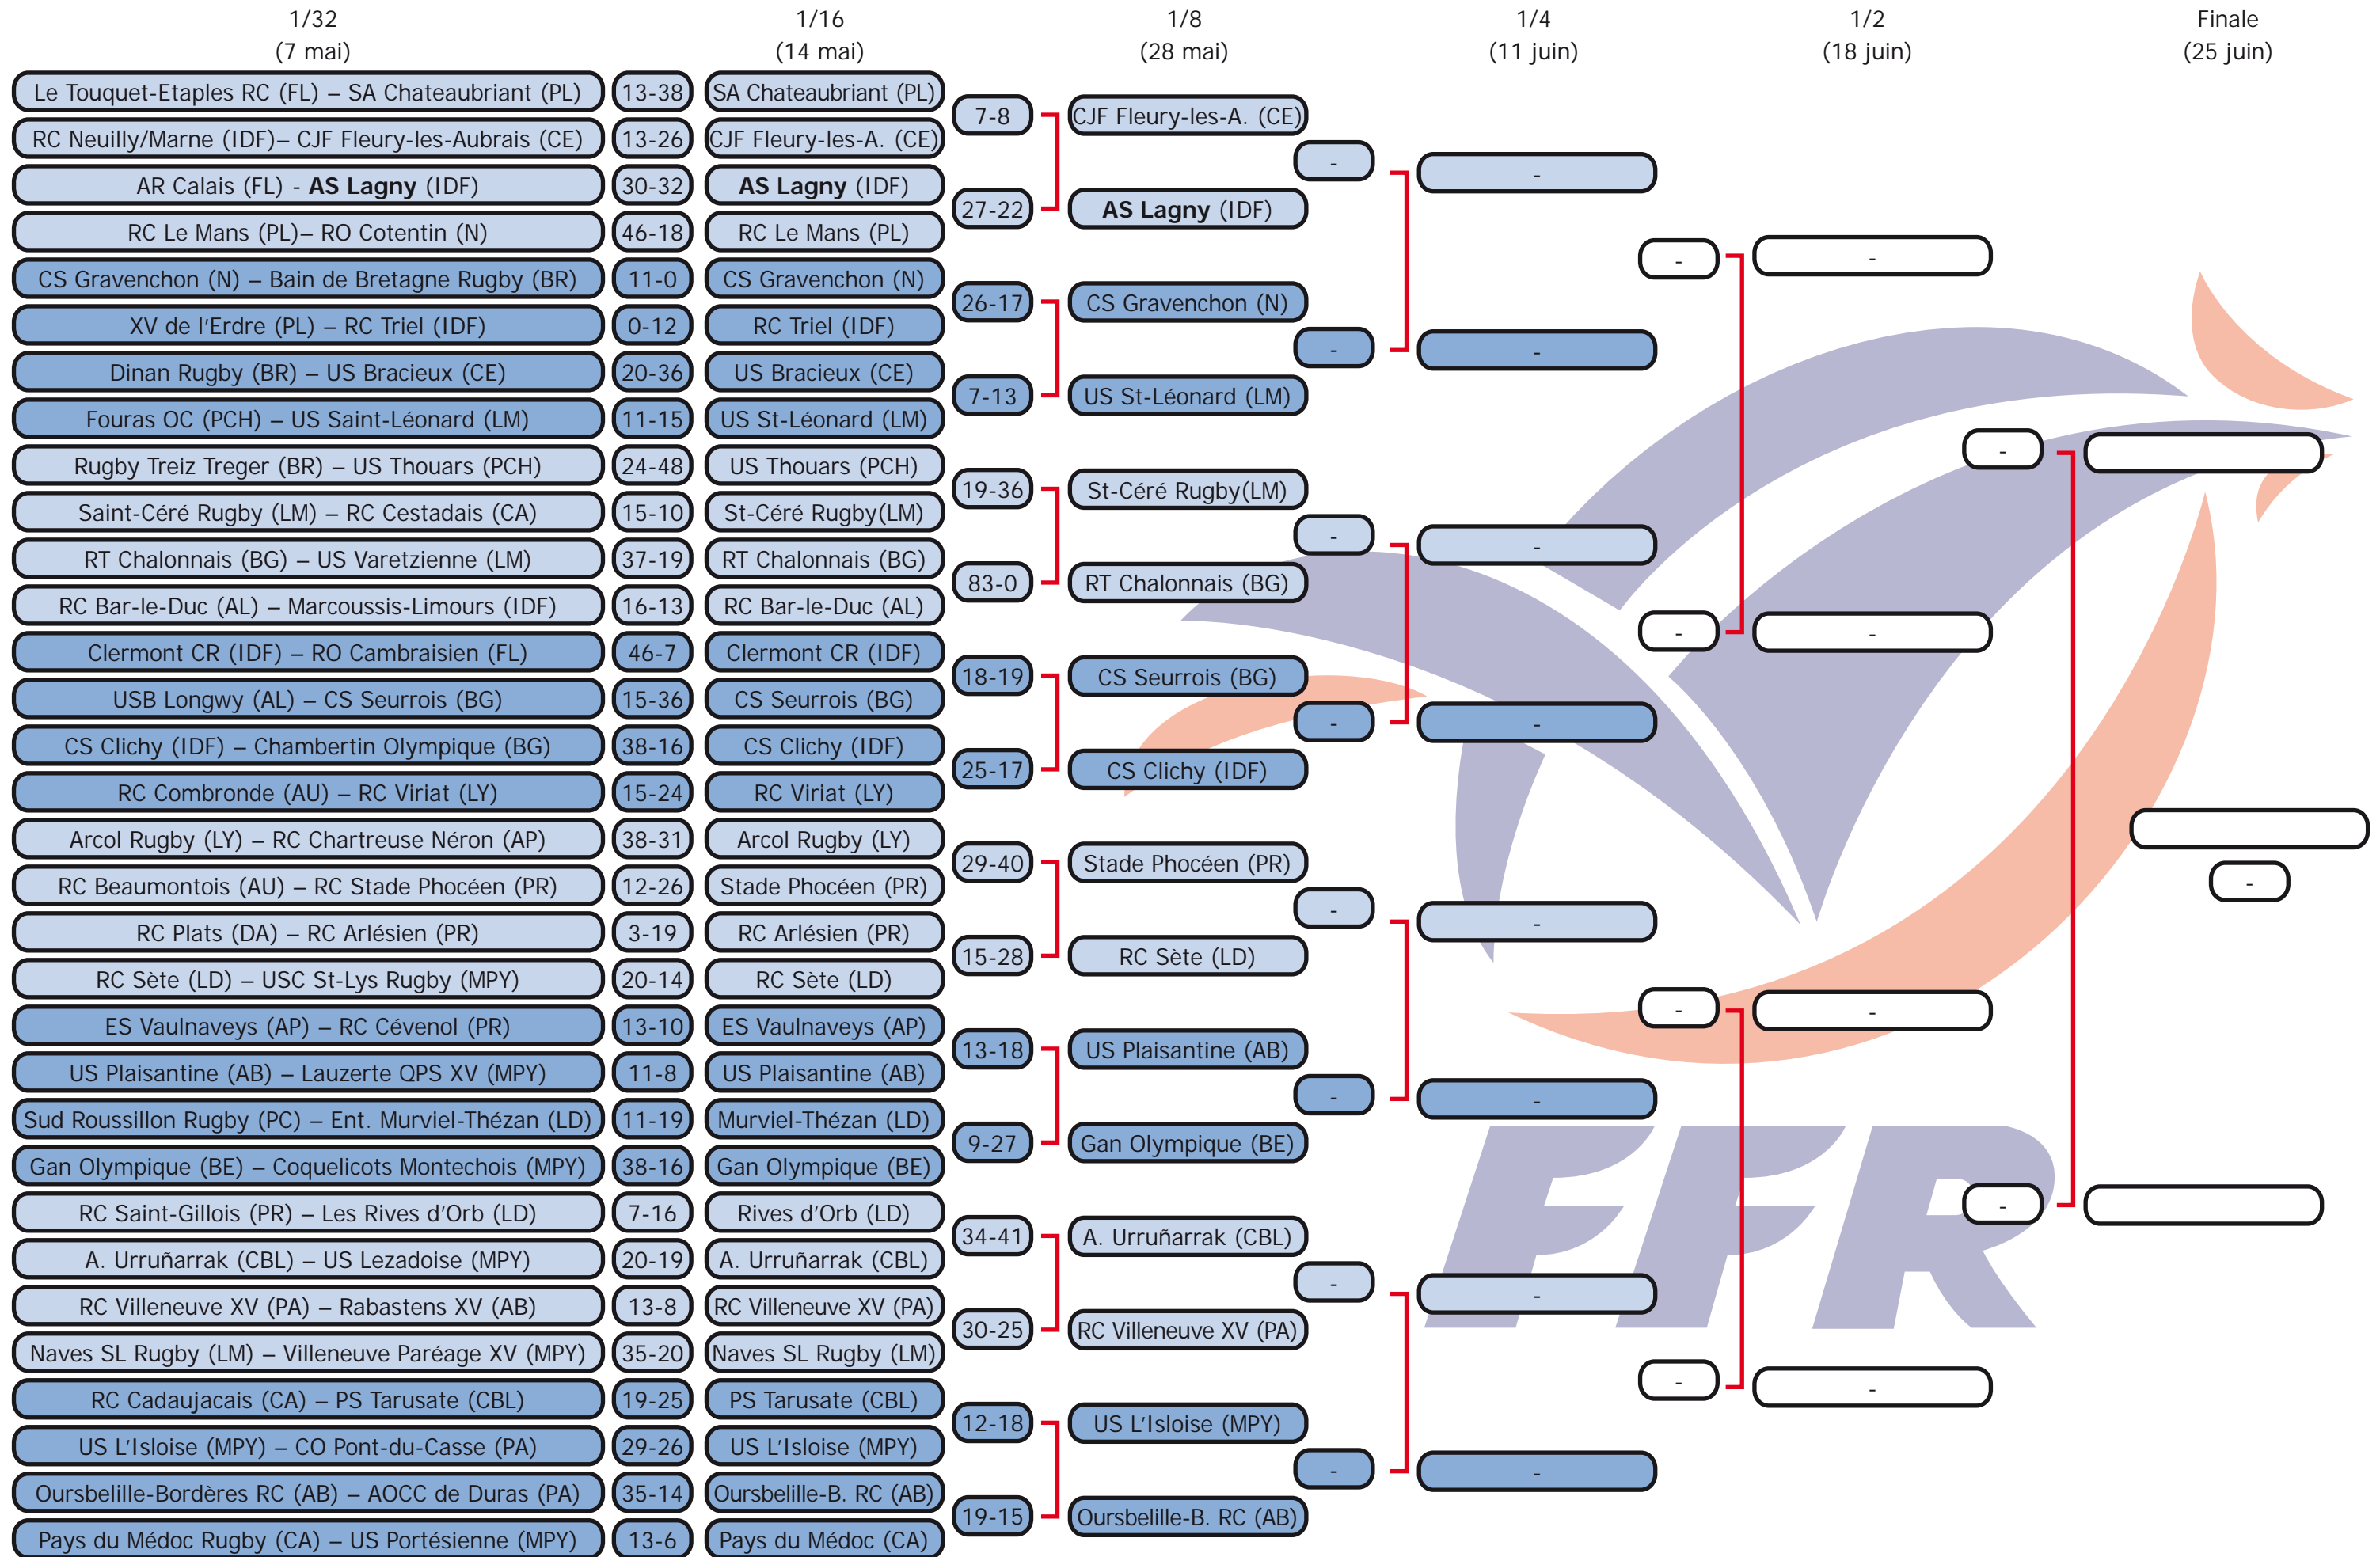 1/32 1/16 1/8 1/4 1/2 Finale
(7 mai) (14 mai) (28 mai) (11 juin) (18 juin) (25 juin)
Le Touquet-Etaples RC (FL) – SA Chateaubriant (PL) 13-38 SA Chateaubriant (PL)
7-8 CJF Fleury-les-A. (CE)
RC Neuilly/Marne (IDF)– CJF Fleury-les-Aubrais (CE) 13-26 CJF Fleury-les-A. (CE)
-
-
AR Calais (FL) - AS Lagny (IDF) 30-32 AS Lagny (IDF)
27-22 AS Lagny (IDF)
RC Le Mans (PL)– RO Cotentin (N) 46-18 RC Le Mans (PL)
- -
CS Gravenchon (N) – Bain de Bretagne Rugby (BR) 11-0 CS Gravenchon (N)
26-17 CS Gravenchon (N)
XV de l'Erdre (PL) – RC Triel (IDF) 0-12 RC Triel (IDF)
- -
Dinan Rugby (BR) – US Bracieux (CE) 20-36 US Bracieux (CE)
7-13 US St-Léonard (LM)
Fouras OC (PCH) – US Saint-Léonard (LM) 11-15 US St-Léonard (LM)
-
Rugby Treiz Treger (BR) – US Thouars (PCH) 24-48 US Thouars (PCH)
19-36 St-Céré Rugby(LM)
Saint-Céré Rugby (LM) – RC Cestadais (CA) 15-10 St-Céré Rugby(LM)
- -
RT Chalonnais (BG) – US Varetzienne (LM) 37-19 RT Chalonnais (BG)
83-0 RT Chalonnais (BG)
RC Bar-le-Duc (AL) – Marcoussis-Limours (IDF) 16-13 RC Bar-le-Duc (AL)
- -
Clermont CR (IDF) – RO Cambraisien (FL) 46-7 Clermont CR (IDF)
18-19 CS Seurrois (BG)
USB Longwy (AL) – CS Seurrois (BG) 15-36 CS Seurrois (BG)
- -
CS Clichy (IDF) – Chambertin Olympique (BG) 38-16 CS Clichy (IDF)
25-17 CS Clichy (IDF)
RC Combronde (AU) – RC Viriat (LY) 15-24 RC Viriat (LY)
Arcol Rugby (LY) – RC Chartreuse Néron (AP) 38-31 Arcol Rugby (LY)
29-40 Stade Phocéen (PR)
-
RC Beaumontois (AU) – RC Stade Phocéen (PR) 12-26 Stade Phocéen (PR)
- -
RC Plats (DA) – RC Arlésien (PR) 3-19 RC Arlésien (PR)
15-28 RC Sète (LD)
RC Sète (LD) – USC St-Lys Rugby (MPY) 20-14 RC Sète (LD)
- -
ES Vaulnaveys (AP) – RC Cévenol (PR) 13-10 ES Vaulnaveys (AP)
13-18 US Plaisantine (AB)
US Plaisantine (AB) – Lauzerte QPS XV (MPY) 11-8 US Plaisantine (AB)
- -
Sud Roussillon Rugby (PC) – Ent. Murviel-Thézan (LD) 11-19 Murviel-Thézan (LD)
9-27 Gan Olympique (BE)
Gan Olympique (BE) – Coquelicots Montechois (MPY) 38-16 Gan Olympique (BE)
-
RC Saint-Gillois (PR) – Les Rives d'Orb (LD) 7-16 Rives d'Orb (LD)
34-41 A. Urruñarrak (CBL)
FFR
A. Urruñarrak (CBL) – US Lezadoise (MPY) 20-19 A. Urruñarrak (CBL)
- -
RC Villeneuve XV (PA) – Rabastens XV (AB) 13-8 RC Villeneuve XV (PA)
30-25 RC Villeneuve XV (PA)
Naves SL Rugby (LM) – Villeneuve Paréage XV (MPY) 35-20 Naves SL Rugby (LM)
- -
RC Cadaujacais (CA) – PS Tarusate (CBL) 19-25 PS Tarusate (CBL)
12-18 US L'Isloise (MPY)
US L'Isloise (MPY) – CO Pont-du-Casse (PA) 29-26 US L'Isloise (MPY)
- -
Oursbelille-Bordères RC (AB) – AOCC de Duras (PA) 35-14 Oursbelille-B. RC (AB)
19-15 Oursbelille-B. RC (AB)
Pays du Médoc Rugby (CA) – US Portésienne (MPY) 13-6 Pays du Médoc (CA)